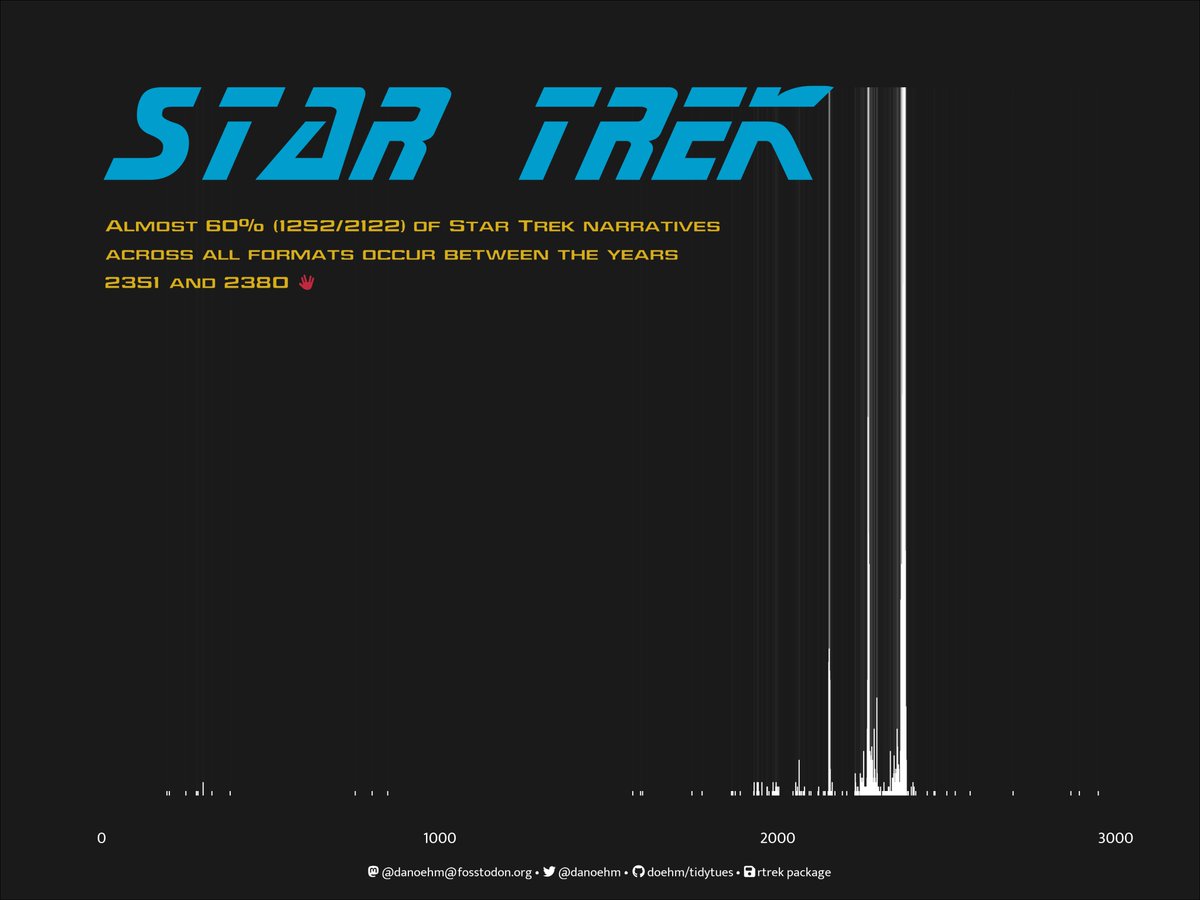 STAR TREK
Almost 60% (1252/2122) of Star Trek narratives
across all formats occur between the years
2351 and 2380
0 1000 2000 3000
@danoehm@fosstodon.org • @danoehm • doehm/tidytues • rtrek package